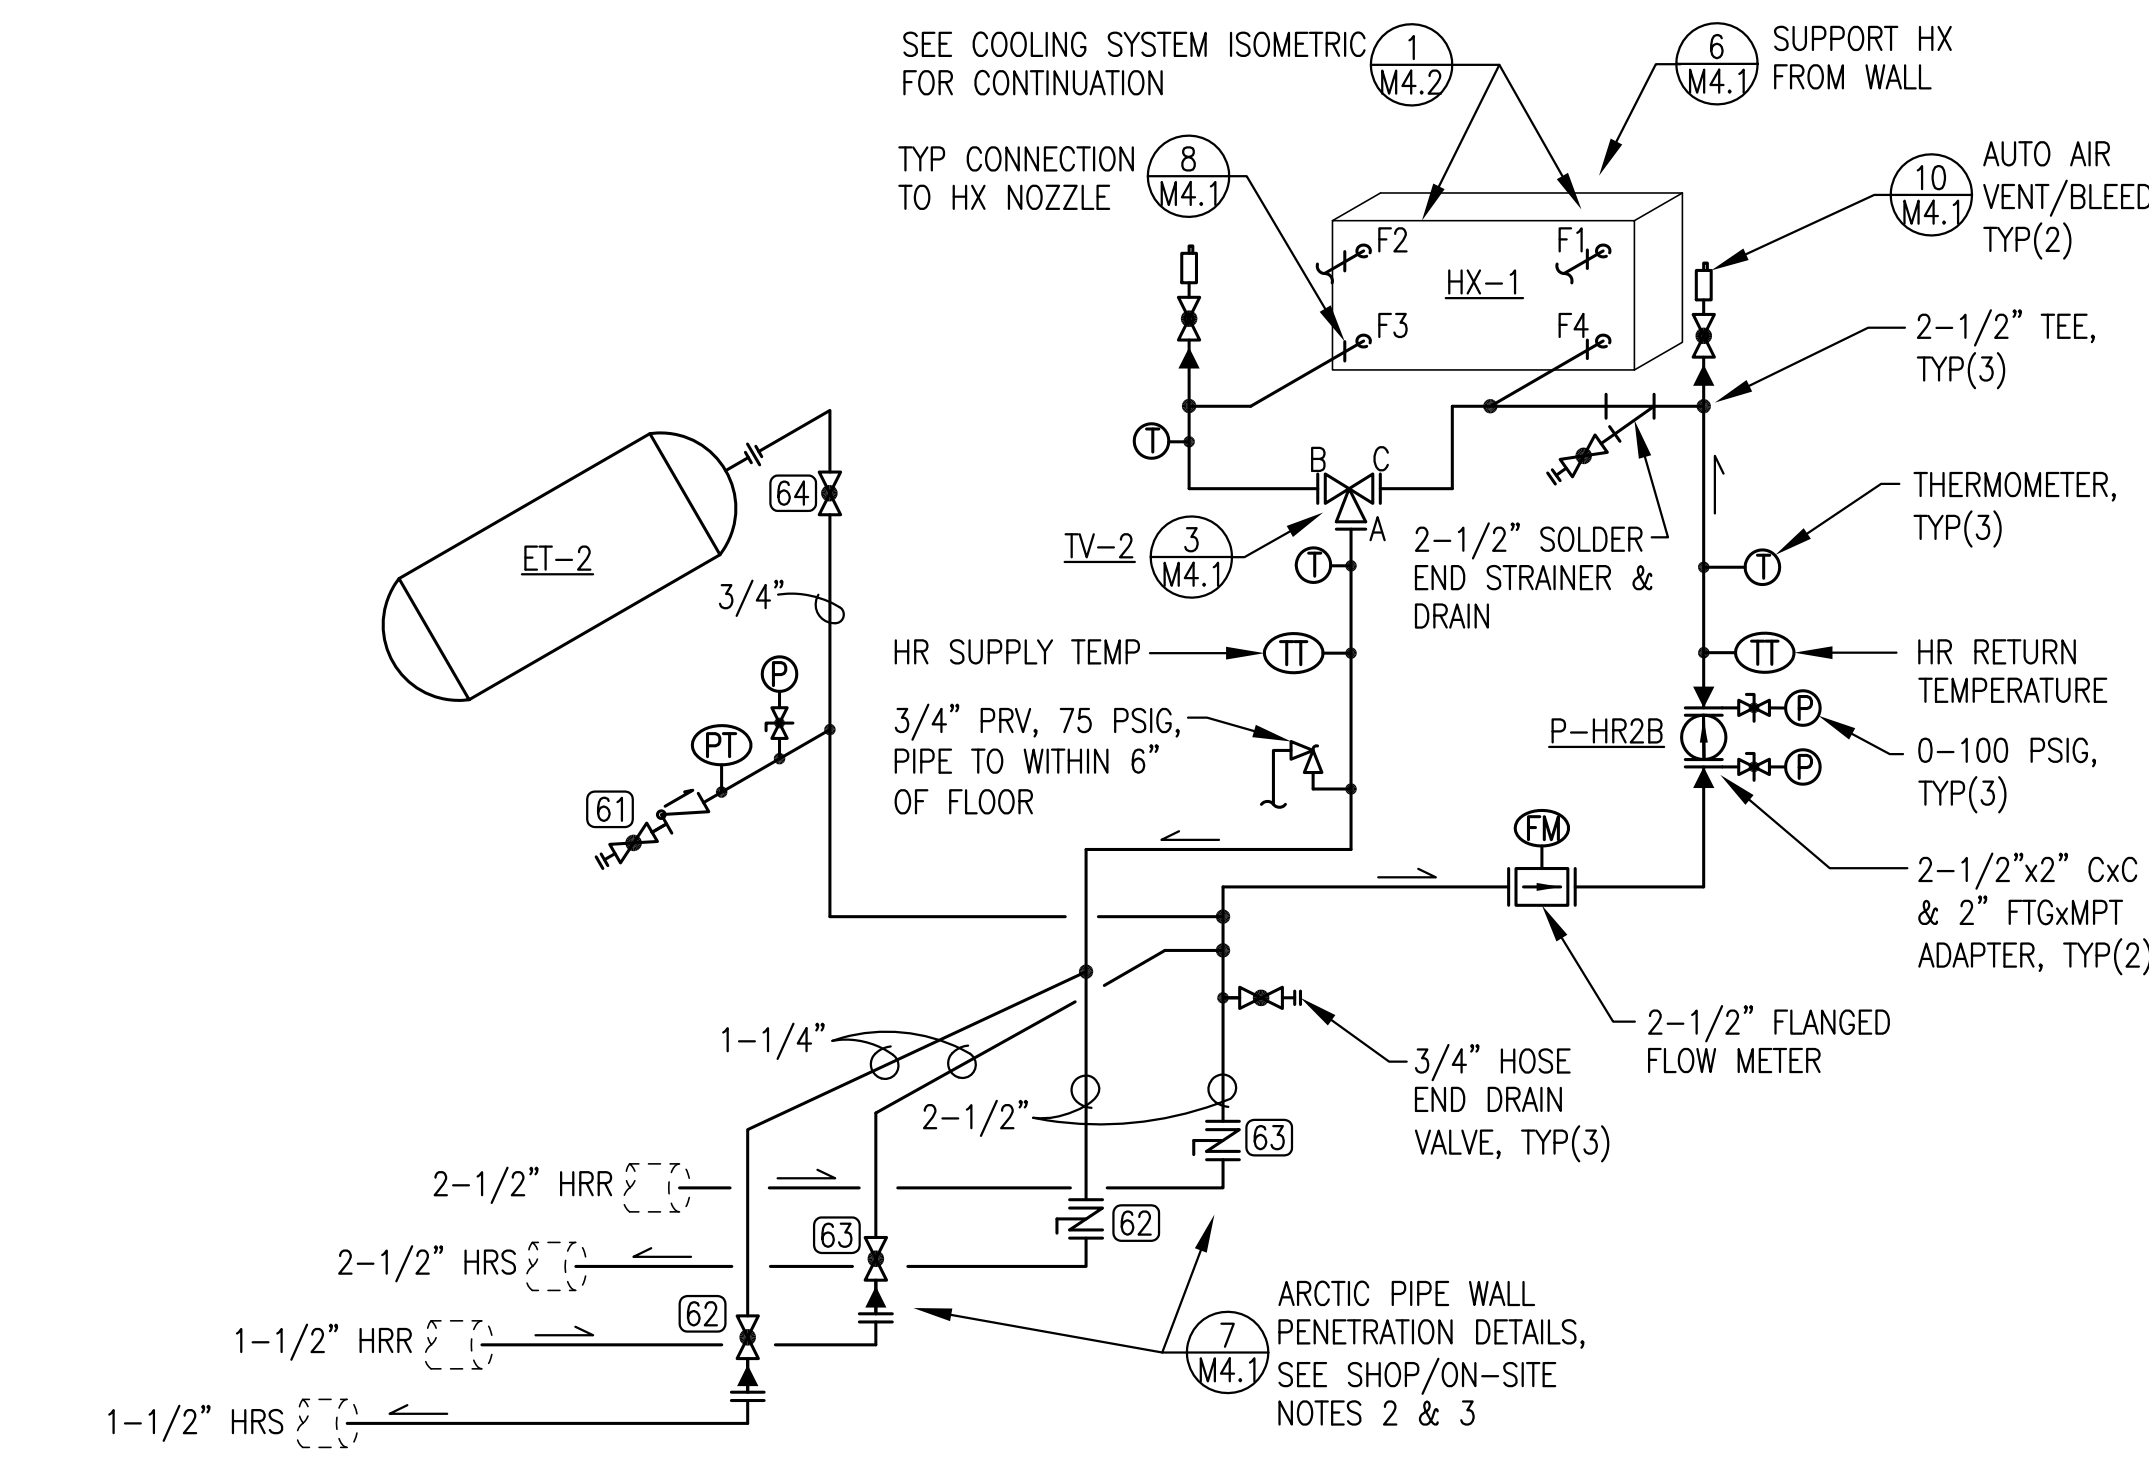 SEE COOLING SYSTEM ISOMETRIC
FOR CONTINUATION
1
M4.2
6
M4.1
SUPPORT HX
FROM WALL
TYP CONNECTION
TO HX NOZZLE
8
M4.1
10
M4.1
AUTO AIR
VENT/BLEED
TYP(2)
F2
F1
HX-1
F3
F4
2-1/2" TEE,
TYP(3)
T
B
C
A
64
ET-2
3/4"
TV-2
3
M4.1
T
2-1/2" SOLDER
END STRAINER &
DRAIN
THERMOMETER,
TYP(3)
T
HR SUPPLY TEMP
TT
TT
HR RETURN
TEMPERATURE
P
PT
61
3/4" PRV, 75 PSIG,
PIPE TO WITHIN 6"
OF FLOOR
P-HR2B
P
P
0-100 PSIG,
TYP(3)
FM
2-1/2"x2" CxC
& 2" FTGxMPT
ADAPTER, TYP(2)
2-1/2" FLANGED
FLOW METER
1-1/4"
2-1/2"
3/4" HOSE
END DRAIN
VALVE, TYP(3)
63
2-1/2" HRR
62
63
2-1/2" HRS
62
1-1/2" HRR
1-1/2" HRS
7
M4.1
ARCTIC PIPE WALL
PENETRATION DETAILS,
SEE SHOP/ON-SITE
NOTES 2 & 3